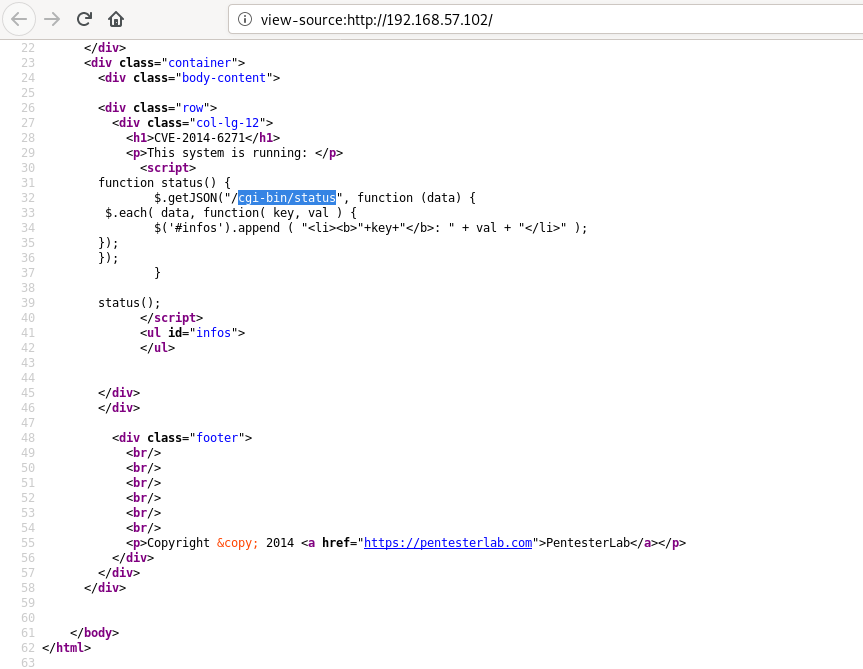 view-source:http://192.168.57.102/
22 </div>
23 <div class="container">
24 <div class="body-content">
25
26 <div class="row">
27 <div class="col-lg-12">
28 <h1>CVE-2014-6271</h1>
29 <p>This system is running: </p>
30 <script>
31 function status() {
32 $.getJSON("/cgi-bin/status", function (data) {
33 $.each( data, function( key, val ) {
34 $('#infos').append ( "<li><b>"+key+"</b>: " + val + "</li>" );
35 });
36 });
37 }
38
39 status();
40 </script>
41 <ul id="infos">
42 </ul>
43
44
45 </div>
46 </div>
47
48 <div class="footer">
49 <br/>
50 <br/>
51 <br/>
52 <br/>
53 <br/>
54 <br/>
55 <p>Copyright &copy; 2014 <a href="https://pentesterlab.com">PentesterLab</a></p>
56 </div>
57 </div>
58 </div>
59
60
61 </body>
62 </html>
63